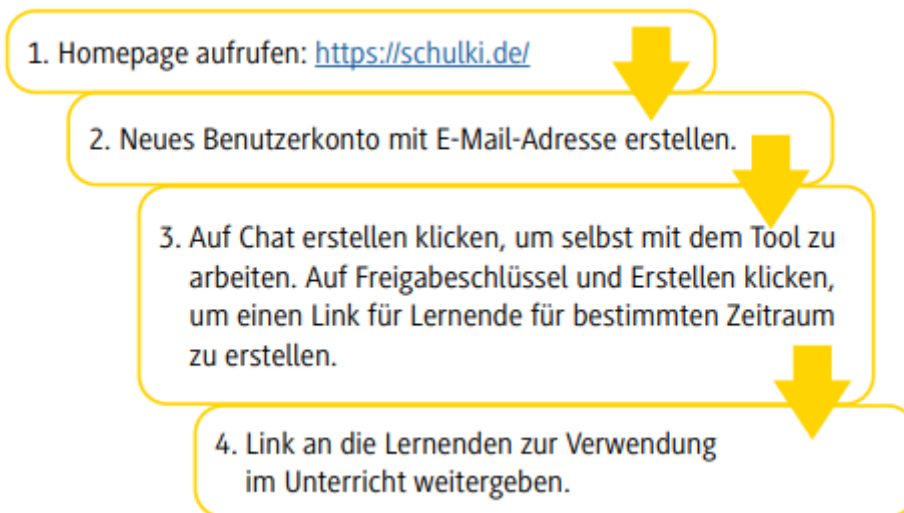 1. Homepage aufrufen: https://schulki.de/
2. Neues Benutzerkonto mit E-Mail-Adresse erstellen.
3. Auf Chat erstellen klicken, um selbst mit dem Tool zu
arbeiten. Auf Freigabeschlüssel und Erstellen klicken,
um einen Link für Lernende für bestimmten Zeitraum
zu erstellen.
4. Link an die Lernenden zur Verwendung
im Unterricht weitergeben.